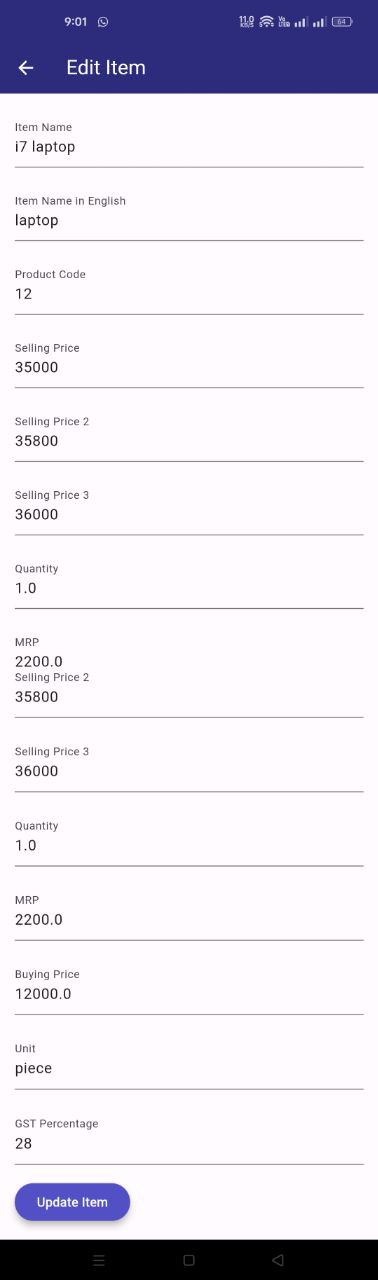 9:01 11.0 KB/S Vo LTE 64
Edit Item
Item Name
i7 laptop
Item Name in English
laptop
Product Code
12
Selling Price
35000
Selling Price 2
35800
Selling Price 3
36000
Quantity
1.0
MRP
2200.0
Selling Price 2
35800
Selling Price 3
36000
Quantity
1.0
MRP
2200.0
Buying Price
12000.0
Unit
piece
GST Percentage
28
Update Item